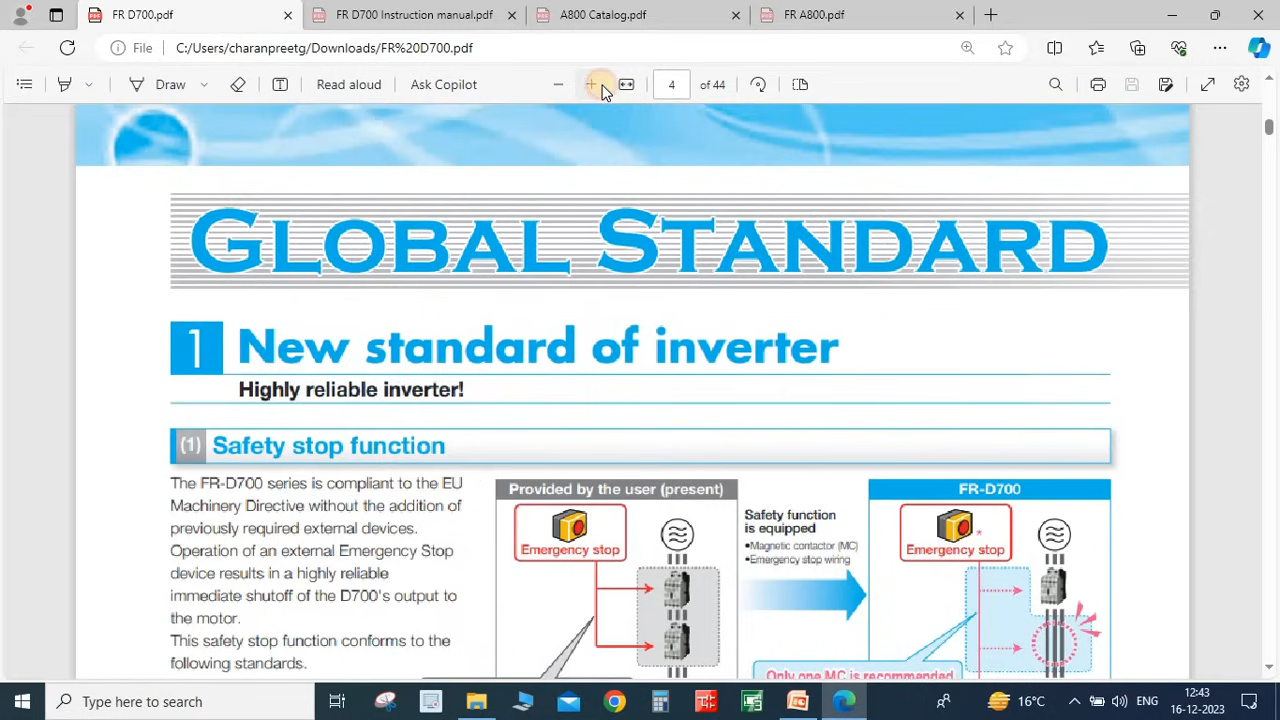 FR D700.pdf
FR D700 Instruction manual.pdf
A800 Catalog.pdf
FR A800.pdf
File
C:/Users/charanpreetg/Downloads/FR%20D700.pdf
Draw
Read aloud
Ask Copilot
4
of 44
GLOBAL STANDARD
1 New standard of inverter
Highly reliable inverter!
(1) Safety stop function
The FR-D700 series is compliant to the EU
Machinery Directive without the addition of
previously required external devices.
Operation of an external Emergency Stop
device results in a highly reliable
immediate shutoff of the D700's output to
the motor.
This safety stop function conforms to the
following standards.
Provided by the user (present)
Emergency stop
Safety function
is equipped
•Magnetic contactor (MC)
•Emergency stop wiring
FR-D700
Emergency stop
*
Only one MC is recommended
Type here to search
16°C
ENG
12:43
16-12-2023